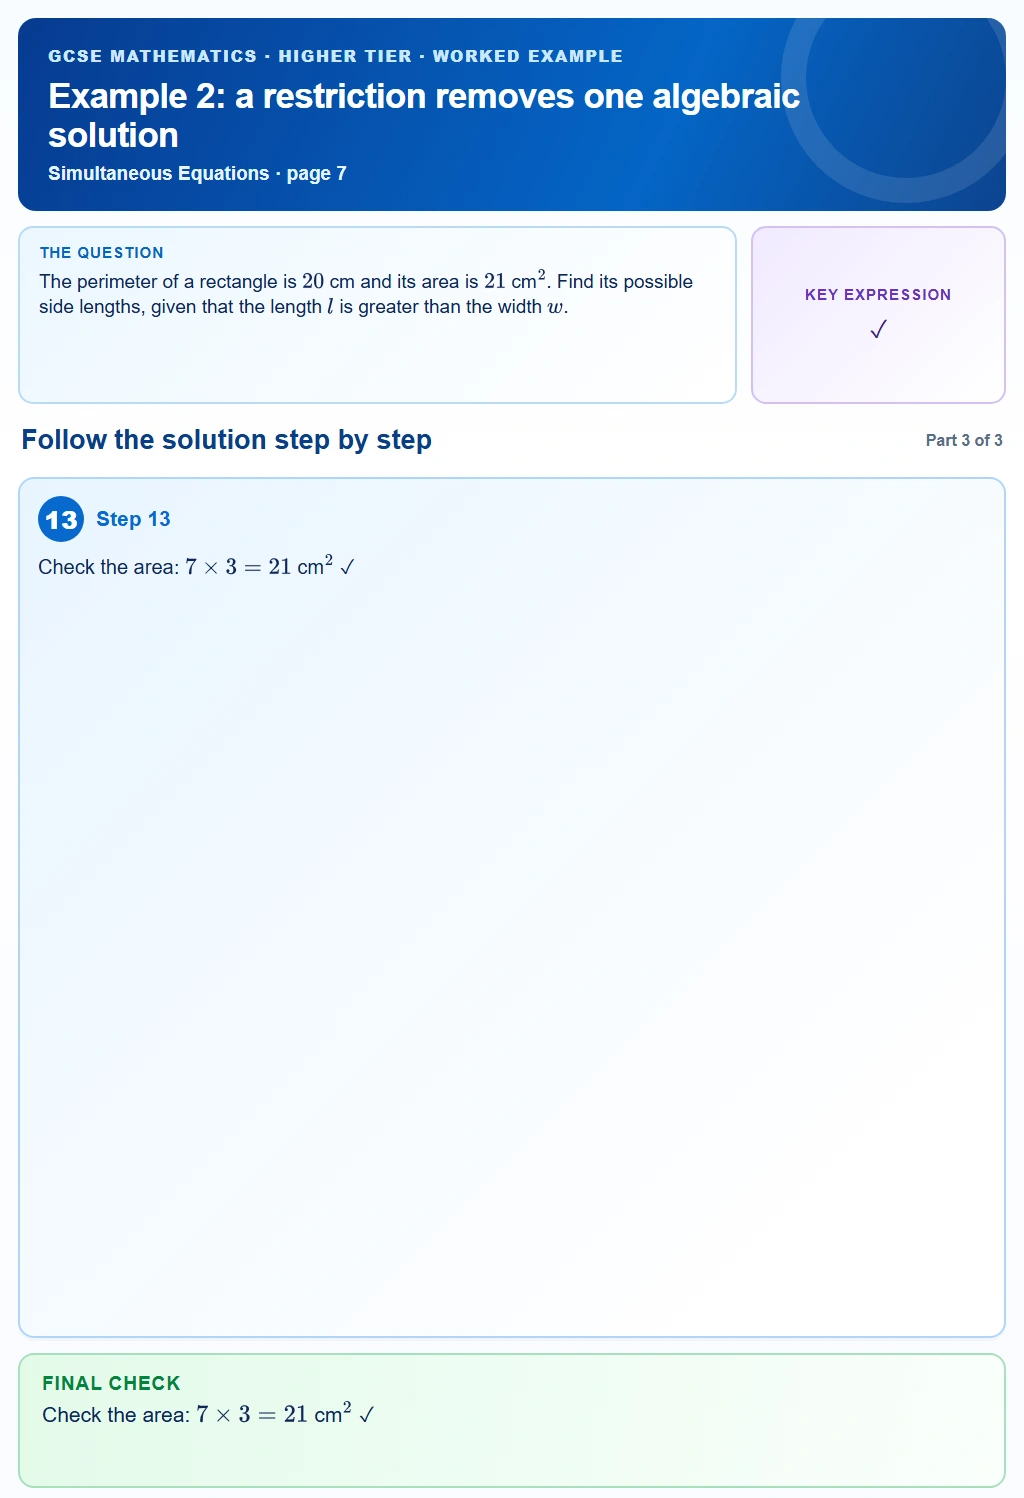 GCSE MATHEMATICS · HIGHER TIER · WORKED EXAMPLE
Example 2: a restriction removes one algebraic
solution
Simultaneous Equations · page 7
THE QUESTION
The perimeter of a rectangle is 20 cm and its area is 21 cm². Find its possible
side lengths, given that the length l is greater than the width w.
KEY EXPRESSION
✓
Follow the solution step by step
Part 3 of 3
13 Step 13
Check the area: 7 × 3 = 21 cm² ✓
FINAL CHECK
Check the area: 7 × 3 = 21 cm² ✓